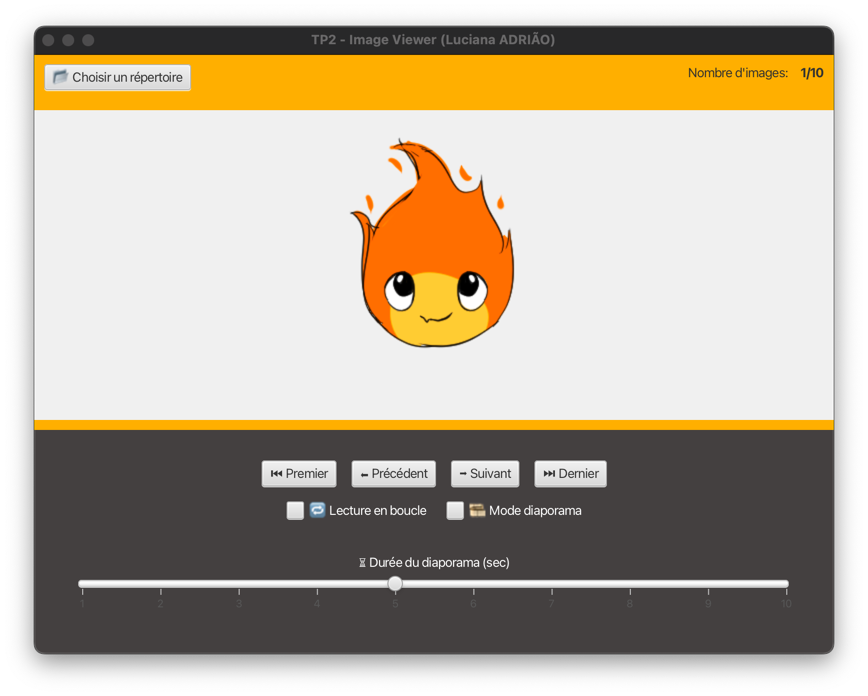 TP2 - Image Viewer (Luciana ADRIÃO)
Choisir un répertoire
Nombre d'images: 1/10
Premier Précédent Suivant Dernier
Lecture en boucle Mode diaporama
Durée du diaporama (sec)
1 2 3 4 5 6 7 8 9 10